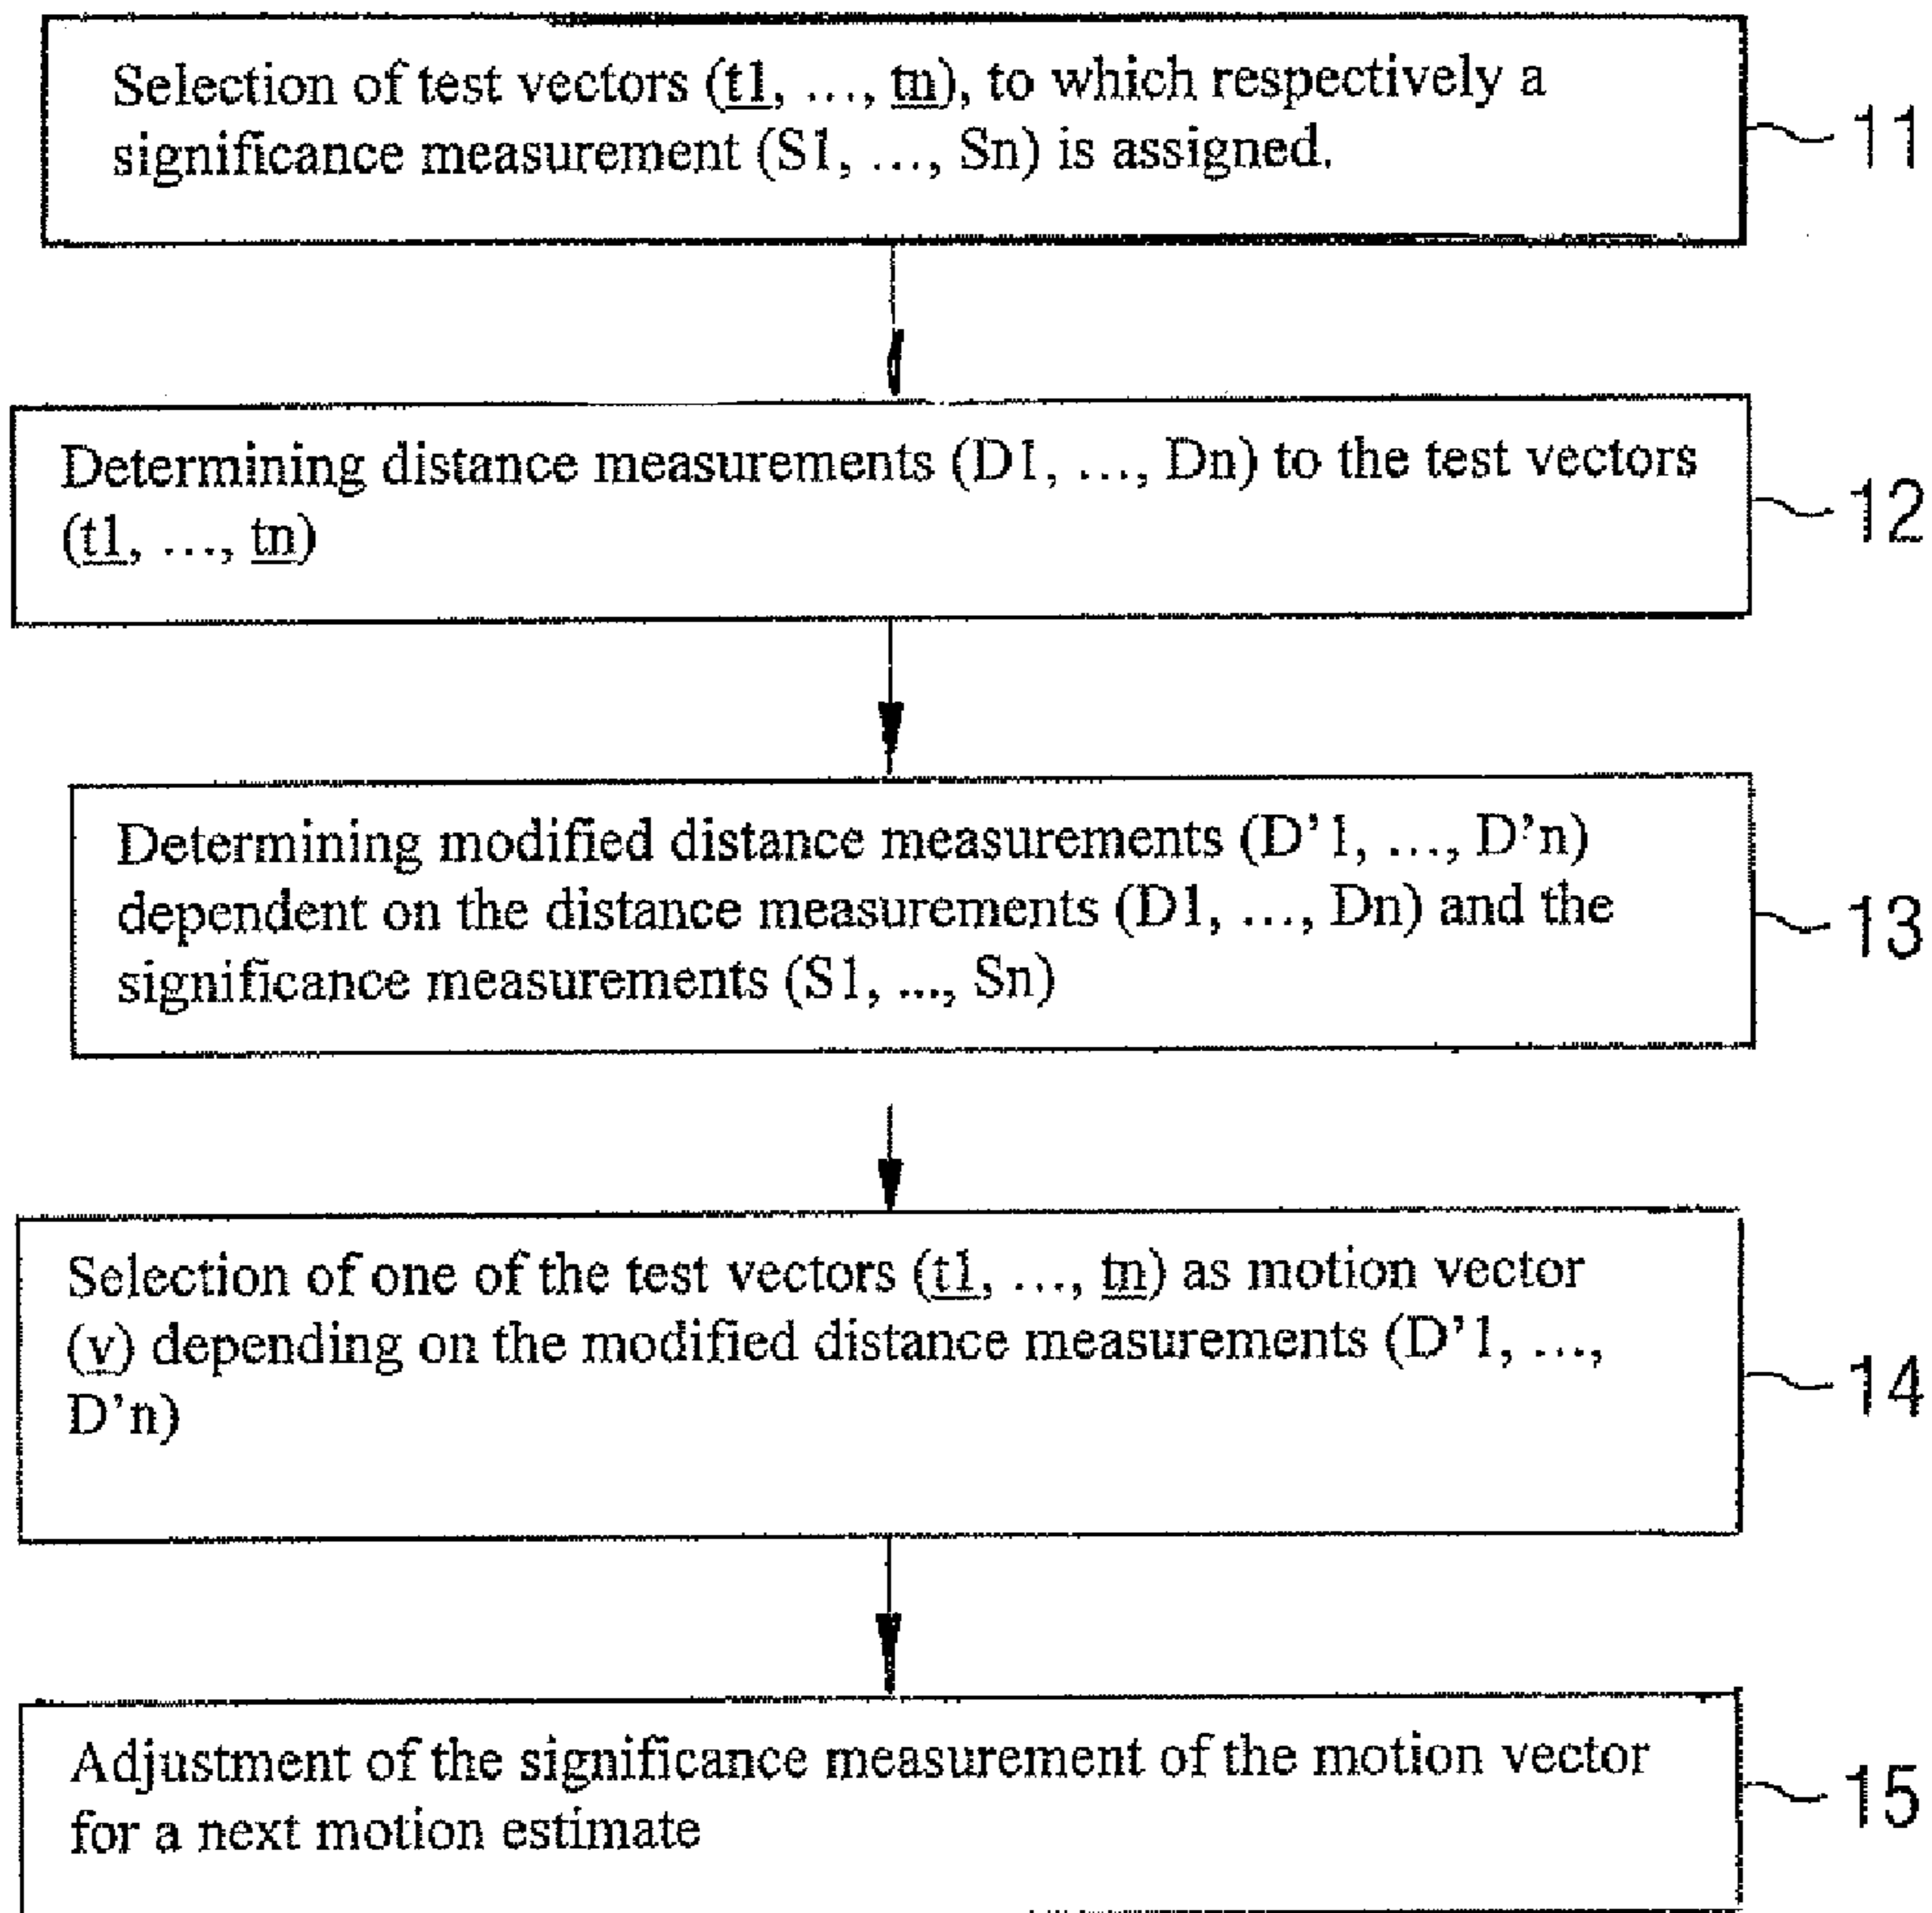 Selection of test vectors (t1, ..., tn), to which respectively a
significance measurement (S1, ..., Sn) is assigned.
11
Determining distance measurements (D1, ..., Dn) to the test vectors
(t1, ..., tn)
12
Determining modified distance measurements (D’1, ..., D’n)
dependent on the distance measurements (D1, ..., Dn) and the
significance measurements (S1, ..., Sn)
13
Selection of one of the test vectors (t1, ..., tn) as motion vector
(v) depending on the modified distance measurements (D’1, ...,
D’n)
14
Adjustment of the significance measurement of the motion vector
for a next motion estimate
15